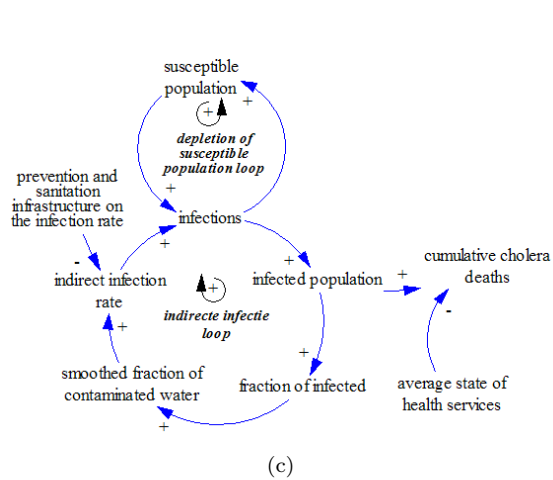 susceptible
population
+
+
depletion of
susceptible
population loop
prevention and
sanitation
infrastructure on
the infection rate
+
infections
+
-
+
cumulative cholera
deaths
indirect infection
rate
+
infected population
+
-
indirecte infectie
loop
+
+
smoothed fraction of
contaminated water
fraction of infected
average state of
health services
+
(c)